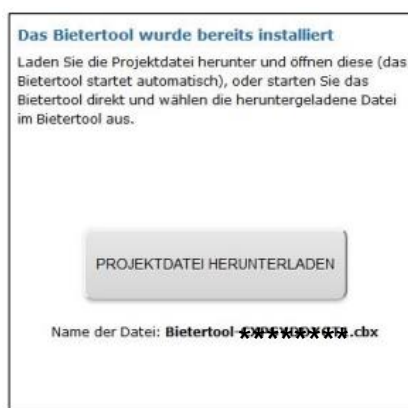 Das Bietertool wurde bereits installiert
Laden Sie die Projektdatei herunter und öffnen diese (das
Bietertool startet automatisch), oder starten Sie das
Bietertool direkt und wählen die heruntergeladene Datei
im Bietertool aus.
PROJEKTDATEI HERUNTERLADEN
Name der Datei: Bietertool-********.cbx